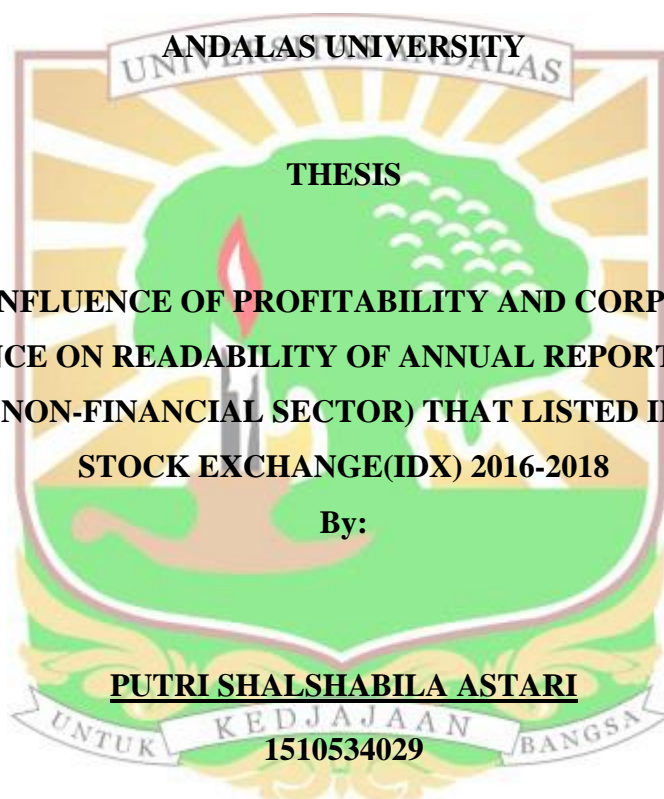 ANDALAS UNIVERSITY
UNIVERSITAS ANDALAS
THESIS
NFLUENCE OF PROFITABILITY AND CORP
NCE ON READABILITY OF ANNUAL REPORT
NON-FINANCIAL SECTOR) THAT LISTED I
STOCK EXCHANGE(IDX) 2016-2018
By:
PUTRI SHALSHABILA ASTARI
UNTUK KEDJAJAAN BANGSA
1510534029